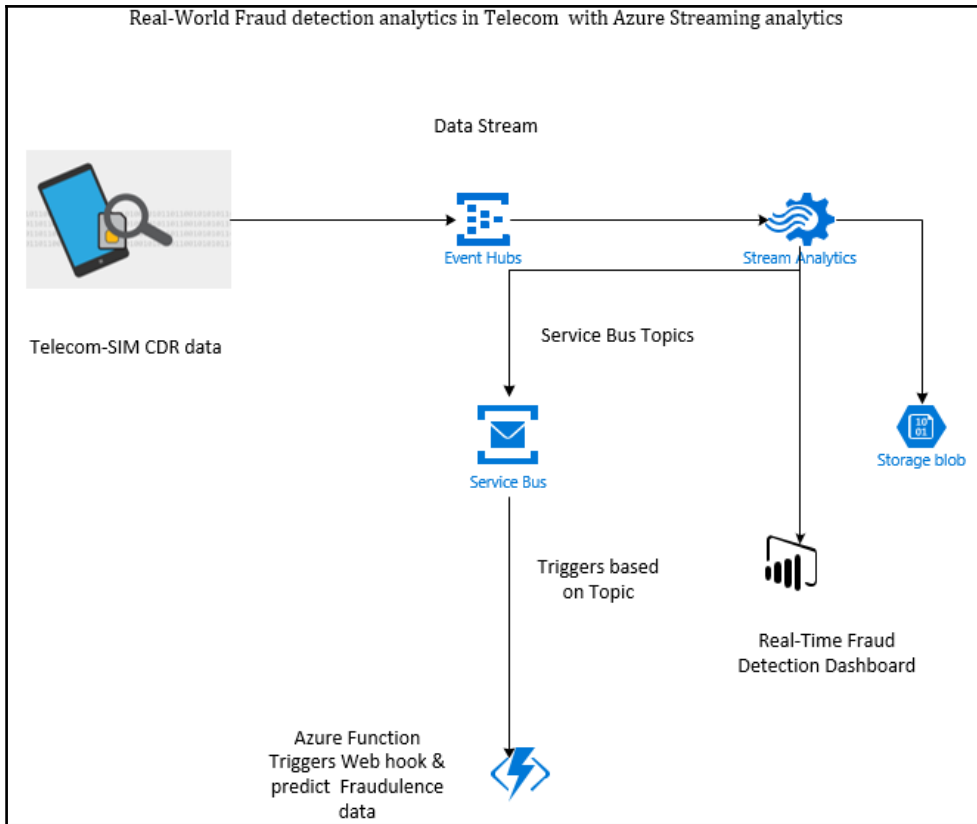 Real-World Fraud detection analytics in Telecom with Azure Streaming analytics
Data Stream
Event Hubs
Stream Analytics
Telecom-SIM CDR data
Service Bus Topics
Storage blob
Service Bus
Triggers based
on Topic
Real-Time Fraud
Detection Dashboard
Azure Function
Triggers Web hook &
predict Fraudulence
data
10
01